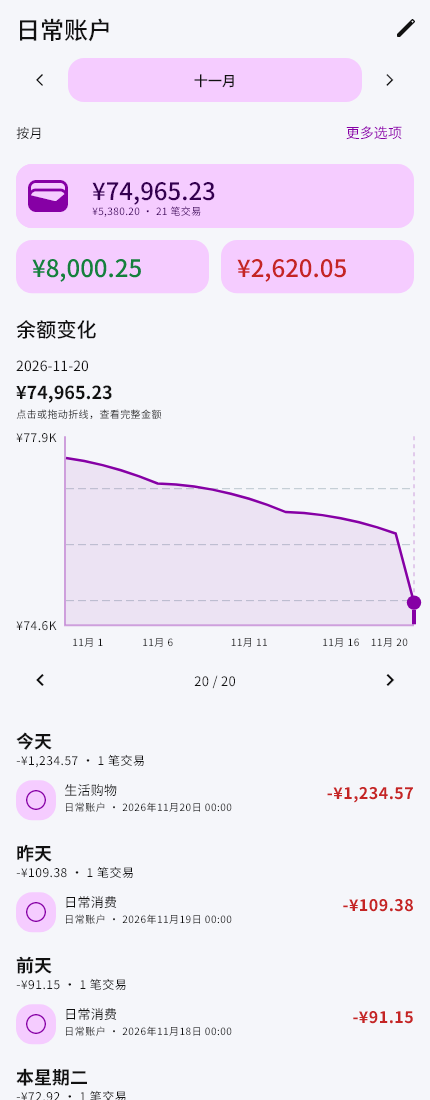 日常账户
十一月
按月
更多选项
¥74,965.23
¥5,380.20 • 21 笔交易
¥8,000.25
¥2,620.05
余额变化
2026-11-20
¥74,965.23
点击或拖动折线，查看完整金额
¥77.9K
¥74.6K
11月 1
11月 6
11月 11
11月 16
11月 20
20 / 20
今天
-¥1,234.57 • 1 笔交易
生活购物
-¥1,234.57
日常账户 • 2026年11月20日 00:00
昨天
-¥109.38 • 1 笔交易
日常消费
-¥109.38
日常账户 • 2026年11月19日 00:00
前天
-¥91.15 • 1 笔交易
日常消费
-¥91.15
日常账户 • 2026年11月18日 00:00
本星期二
-¥72.92 • 1 笔交易